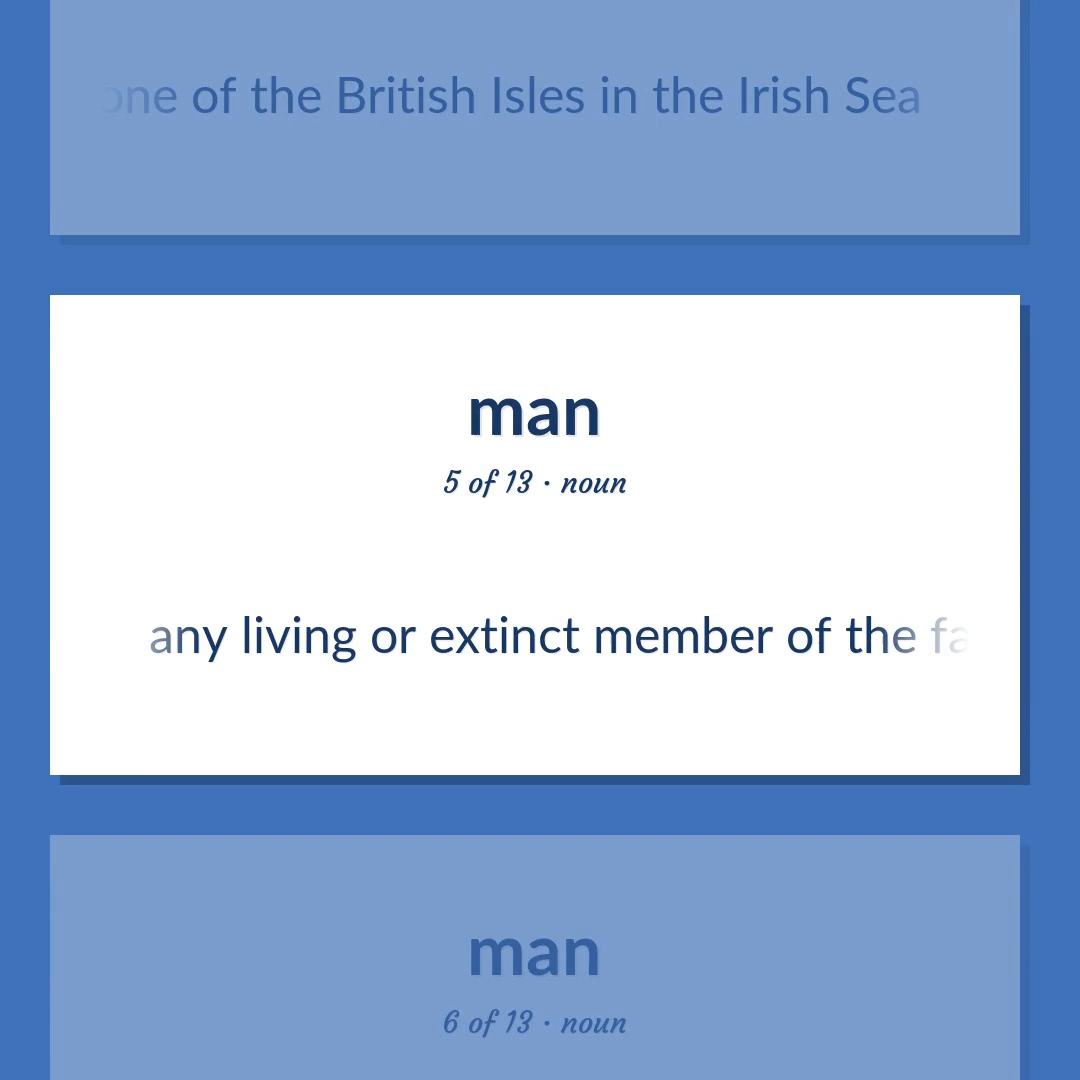 one of the British Isles in the Irish Sea
man
5 of 13 · noun
any living or extinct member of the fa
man
6 of 13 · noun